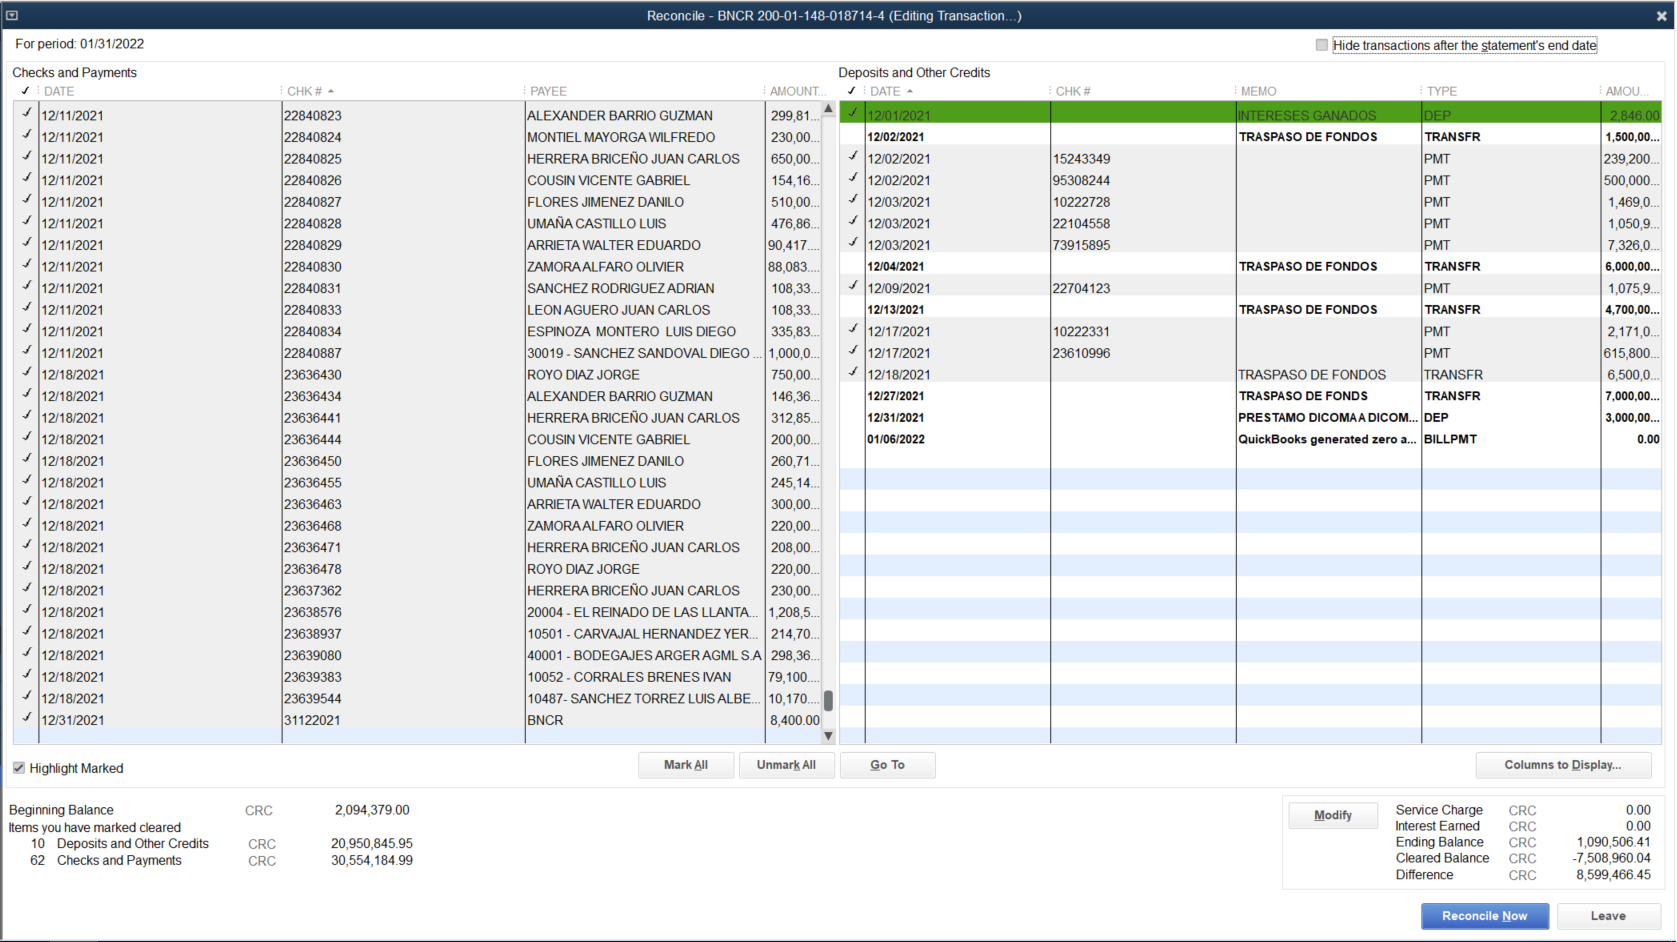 Reconcile - BNCR 200-01-148-018714-4 (Editing Transaction...)
For period: 01/31/2022
Hide transactions after the statement's end date
Checks and Payments
DATE CHK # PAYEE AMOUNT...
12/11/2021 22840823 ALEXANDER BARRIO GUZMAN 299,81...
12/11/2021 22840824 MONTIEL MAYORGA WILFREDO 230,00...
12/11/2021 22840825 HERRERA BRICEÑO JUAN CARLOS 650,00...
12/11/2021 22840826 COUSIN VICENTE GABRIEL 154,16...
12/11/2021 22840827 FLORES JIMENEZ DANILO 510,00...
12/11/2021 22840828 UMAÑA CASTILLO LUIS 476,86...
12/11/2021 22840829 ARRIETA WALTER EDUARDO 90,417....
12/11/2021 22840830 ZAMORA ALFARO OLIVIER 88,083....
12/11/2021 22840831 SANCHEZ RODRIGUEZ ADRIAN 108,33...
12/11/2021 22840833 LEON AGUERO JUAN CARLOS 108,33...
12/11/2021 22840834 ESPINOZA MONTERO LUIS DIEGO 335,83...
12/11/2021 22840887 30019 - SANCHEZ SANDOVAL DIEGO ... 1,000,0...
12/18/2021 23636430 ROYO DIAZ JORGE 750,00...
12/18/2021 23636434 ALEXANDER BARRIO GUZMAN 146,36...
12/18/2021 23636441 HERRERA BRICEÑO JUAN CARLOS 312,85...
12/18/2021 23636444 COUSIN VICENTE GABRIEL 200,00...
12/18/2021 23636450 FLORES JIMENEZ DANILO 260,71...
12/18/2021 23636455 UMAÑA CASTILLO LUIS 245,14...
12/18/2021 23636463 ARRIETA WALTER EDUARDO 300,00...
12/18/2021 23636468 ZAMORA ALFARO OLIVIER 220,00...
12/18/2021 23636471 HERRERA BRICEÑO JUAN CARLOS 208,00...
12/18/2021 23636478 ROYO DIAZ JORGE 220,00...
12/18/2021 23637362 HERRERA BRICEÑO JUAN CARLOS 230,00...
12/18/2021 23638576 20004 - EL REINADO DE LAS LLANTA... 1,208,5...
12/18/2021 23638937 10501 - CARVAJAL HERNANDEZ YER... 214,70...
12/18/2021 23639080 40001 - BODEGAJES ARGER AGML S.A 298,36...
12/18/2021 23639383 10052 - CORRALES BRENES IVAN 79,100....
12/18/2021 23639544 10487- SANCHEZ TORREZ LUIS ALBE... 10,170....
12/31/2021 31122021 BNCR 8,400.00
Deposits and Other Credits
DATE CHK # MEMO TYPE AMOU...
12/01/2021 INTERESES GANADOS DEP 2,846.00
12/02/2021 TRASPASO DE FONDOS TRANSFR 1,500,00...
12/02/2021 15243349 PMT 239,200...
12/02/2021 95308244 PMT 500,000...
12/03/2021 10222728 PMT 1,469,0...
12/03/2021 22104558 PMT 1,050,9...
12/03/2021 73915895 PMT 7,326,0...
12/04/2021 TRASPASO DE FONDOS TRANSFR 6,000,00...
12/09/2021 22704123 PMT 1,075,9...
12/13/2021 TRASPASO DE FONDOS TRANSFR 4,700,00...
12/17/2021 10222331 PMT 2,171,0...
12/17/2021 23610996 PMT 615,800...
12/18/2021 TRASPASO DE FONDOS TRANSFR 6,500,0...
12/27/2021 TRASPASO DE FONDS TRANSFR 7,000,00...
12/31/2021 PRESTAMO DICOMA A DICOM... DEP 3,000,00...
01/06/2022 QuickBooks generated zero a... BILLPMT 0.00
Highlight Marked
Mark All Unmark All Go To Columns to Display...
Beginning Balance CRC 2,094,379.00
Items you have marked cleared
10 Deposits and Other Credits CRC 20,950,845.95
62 Checks and Payments CRC 30,554,184.99
Modify
Service Charge CRC 0.00
Interest Earned CRC 0.00
Ending Balance CRC 1,090,506.41
Cleared Balance CRC -7,508,960.04
Difference CRC 8,599,466.45
Reconcile Now Leave